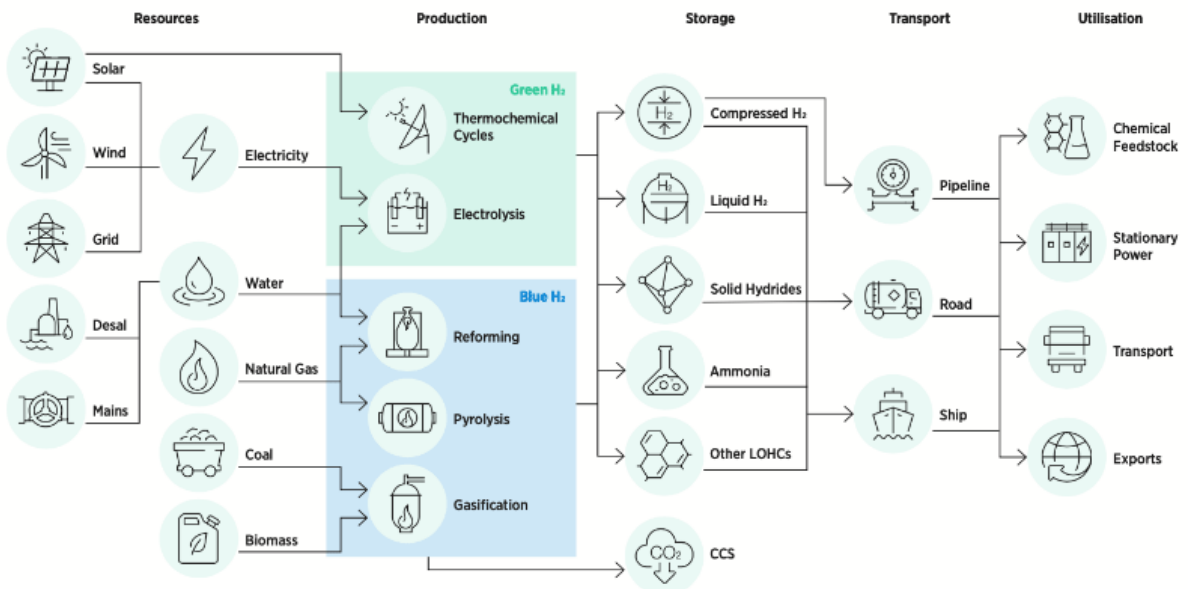 Resources
Production
Storage
Transport
Utilisation
Solar
Wind
Grid
Desal
Mains
Electricity
Water
Natural Gas
Coal
Biomass
Green H₂
Thermochemical
Cycles
Electrolysis
Blue H₂
Reforming
Pyrolysis
Gasification
H₂
Compressed H₂
H₂
Liquid H₂
Solid Hydrides
Ammonia
Other LOHCs
CO₂
CCS
Pipeline
Road
Ship
Chemical
Feedstock
Stationary
Power
Transport
Exports